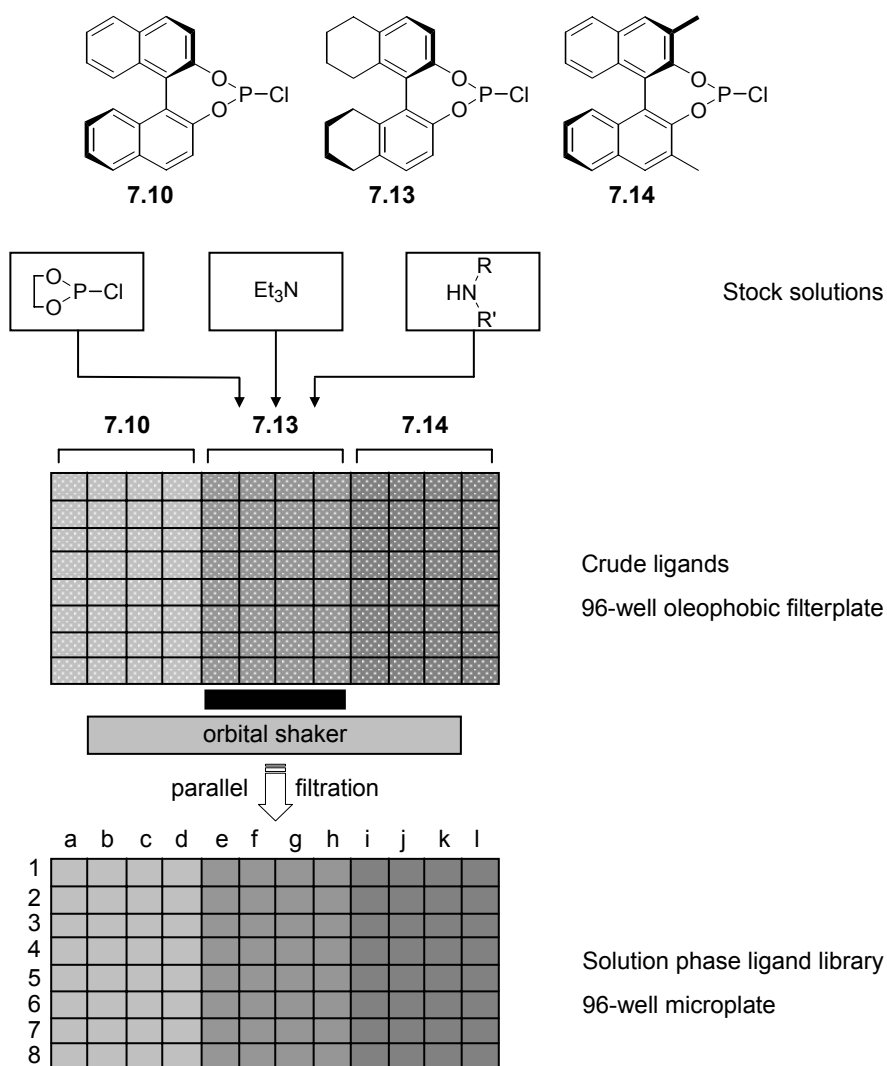 O
P
Cl
O
O
P
Cl
O
O
P
Cl
O
7.10
7.13
7.14
O
P
Cl
O
Et3N
R
HN
R'
Stock solutions
7.10
7.13
7.14
Crude ligands
96-well oleophobic filterplate
orbital shaker
parallel
filtration
a b c d e f g h i j k l
1
2
3
4
5
6
7
8
Solution phase ligand library
96-well microplate